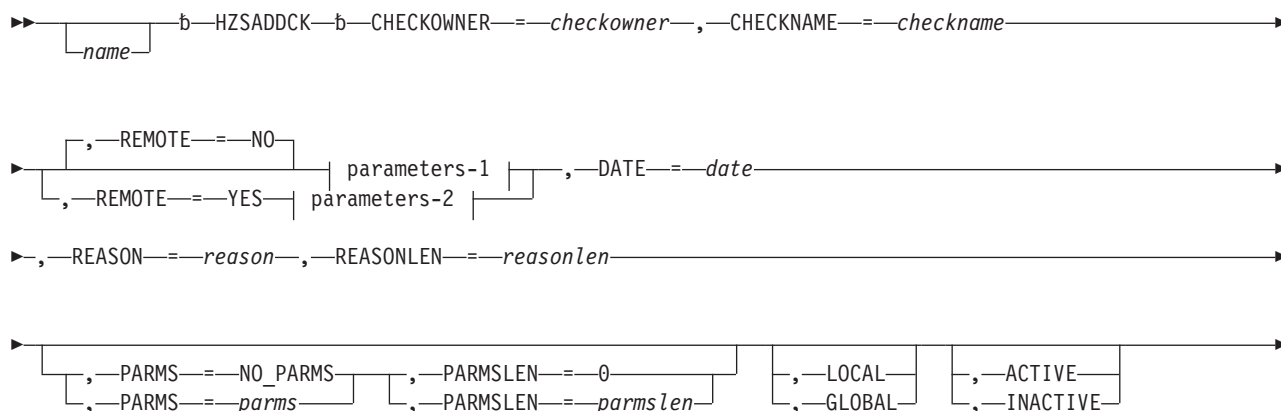 ƀ HZSADDCK ƀ CHECKOWNER = checkowner , CHECKNAME = checkname
name
, REMOTE = NO
parameters-1 , DATE = date
, REMOTE = YES parameters-2
, REASON = reason , REASONLEN = reasonlen
, PARMS = NO_PARMS , PARMSLEN = 0 , LOCAL , ACTIVE
, PARMS = parms , PARMSLEN = parmslen , GLOBAL , INACTIVE